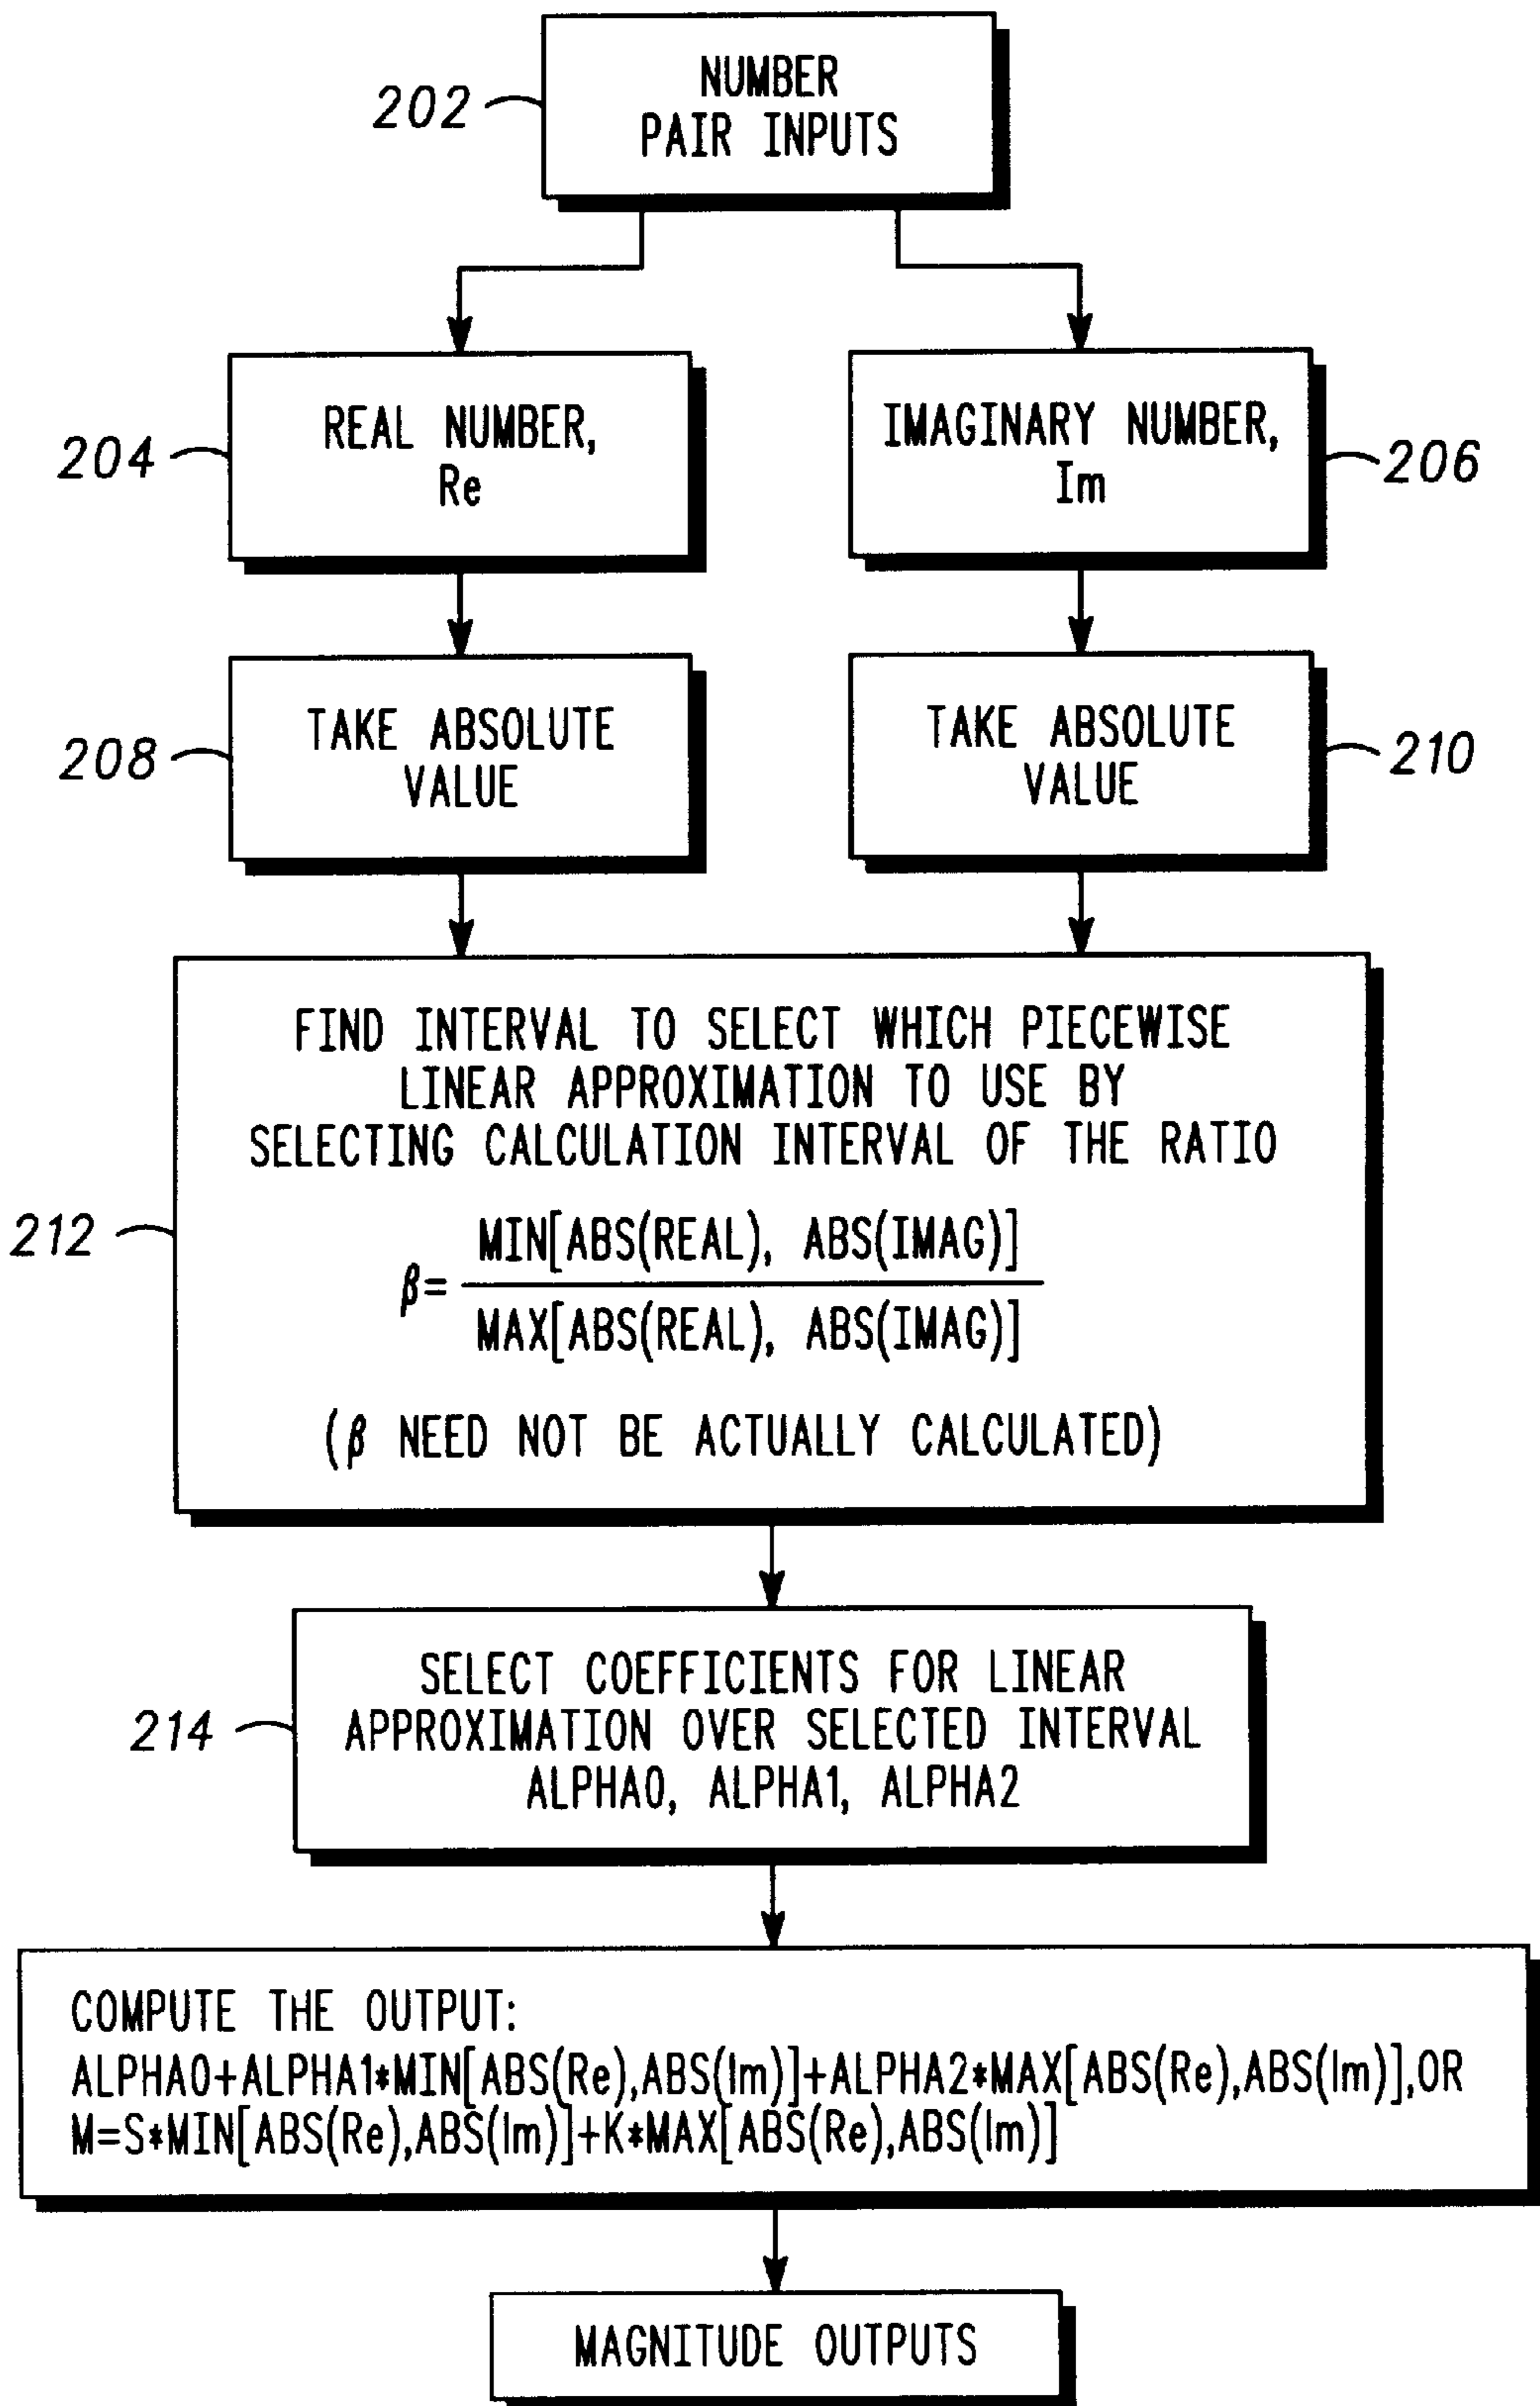 202
NUMBER
PAIR INPUTS
204
REAL NUMBER,
Re
IMAGINARY NUMBER,
Im
206
208
TAKE ABSOLUTE
VALUE
TAKE ABSOLUTE
VALUE
210
212
FIND INTERVAL TO SELECT WHICH PIECEWISE
LINEAR APPROXIMATION TO USE BY
SELECTING CALCULATION INTERVAL OF THE RATIO
β= MIN[ABS(REAL), ABS(IMAG)]
MAX[ABS(REAL), ABS(IMAG)]
(β NEED NOT BE ACTUALLY CALCULATED)
214
SELECT COEFFICIENTS FOR LINEAR
APPROXIMATION OVER SELECTED INTERVAL
ALPHA0, ALPHA1, ALPHA2
COMPUTE THE OUTPUT:
ALPHA0+ALPHA1*MIN[ABS(Re),ABS(Im)]+ALPHA2*MAX[ABS(Re),ABS(Im)],OR
M=S*MIN[ABS(Re),ABS(Im)]+K*MAX[ABS(Re),ABS(Im)]
MAGNITUDE OUTPUTS